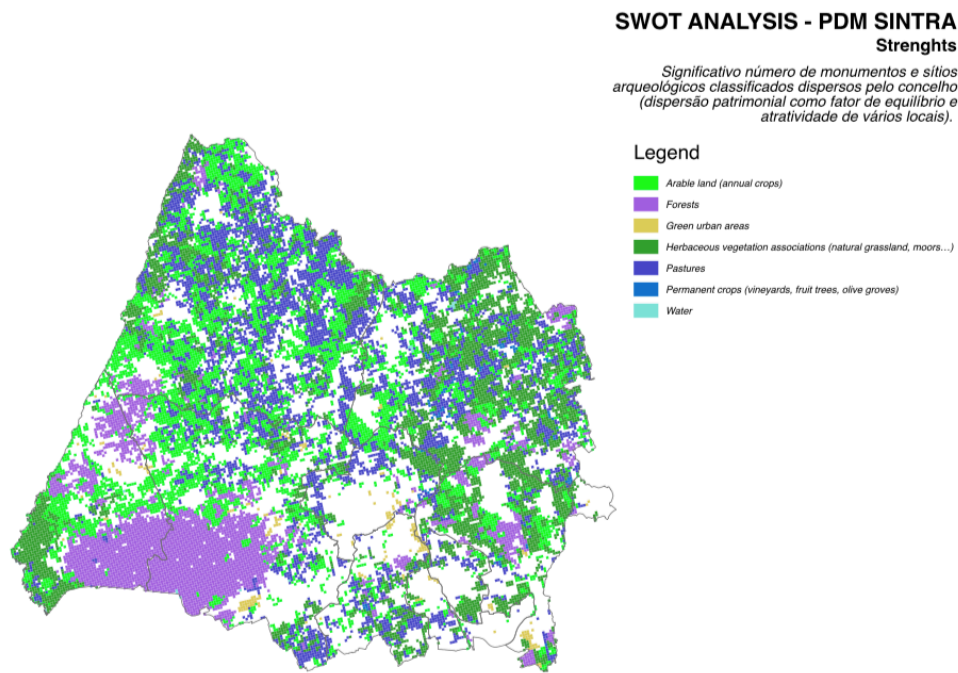 SWOT ANALYSIS - PDM SINTRA
Strenghts
Significativo número de monumentos e sítios
arqueológicos classificados dispersos pelo concelho
(dispersão patrimonial como fator de equilíbrio e
atratividade de vários locais).
Legend
Arable land (annual crops)
Forests
Green urban areas
Herbaceous vegetation associations (natural grassland, moors...)
Pastures
Permanent crops (vineyards, fruit trees, olive groves)
Water